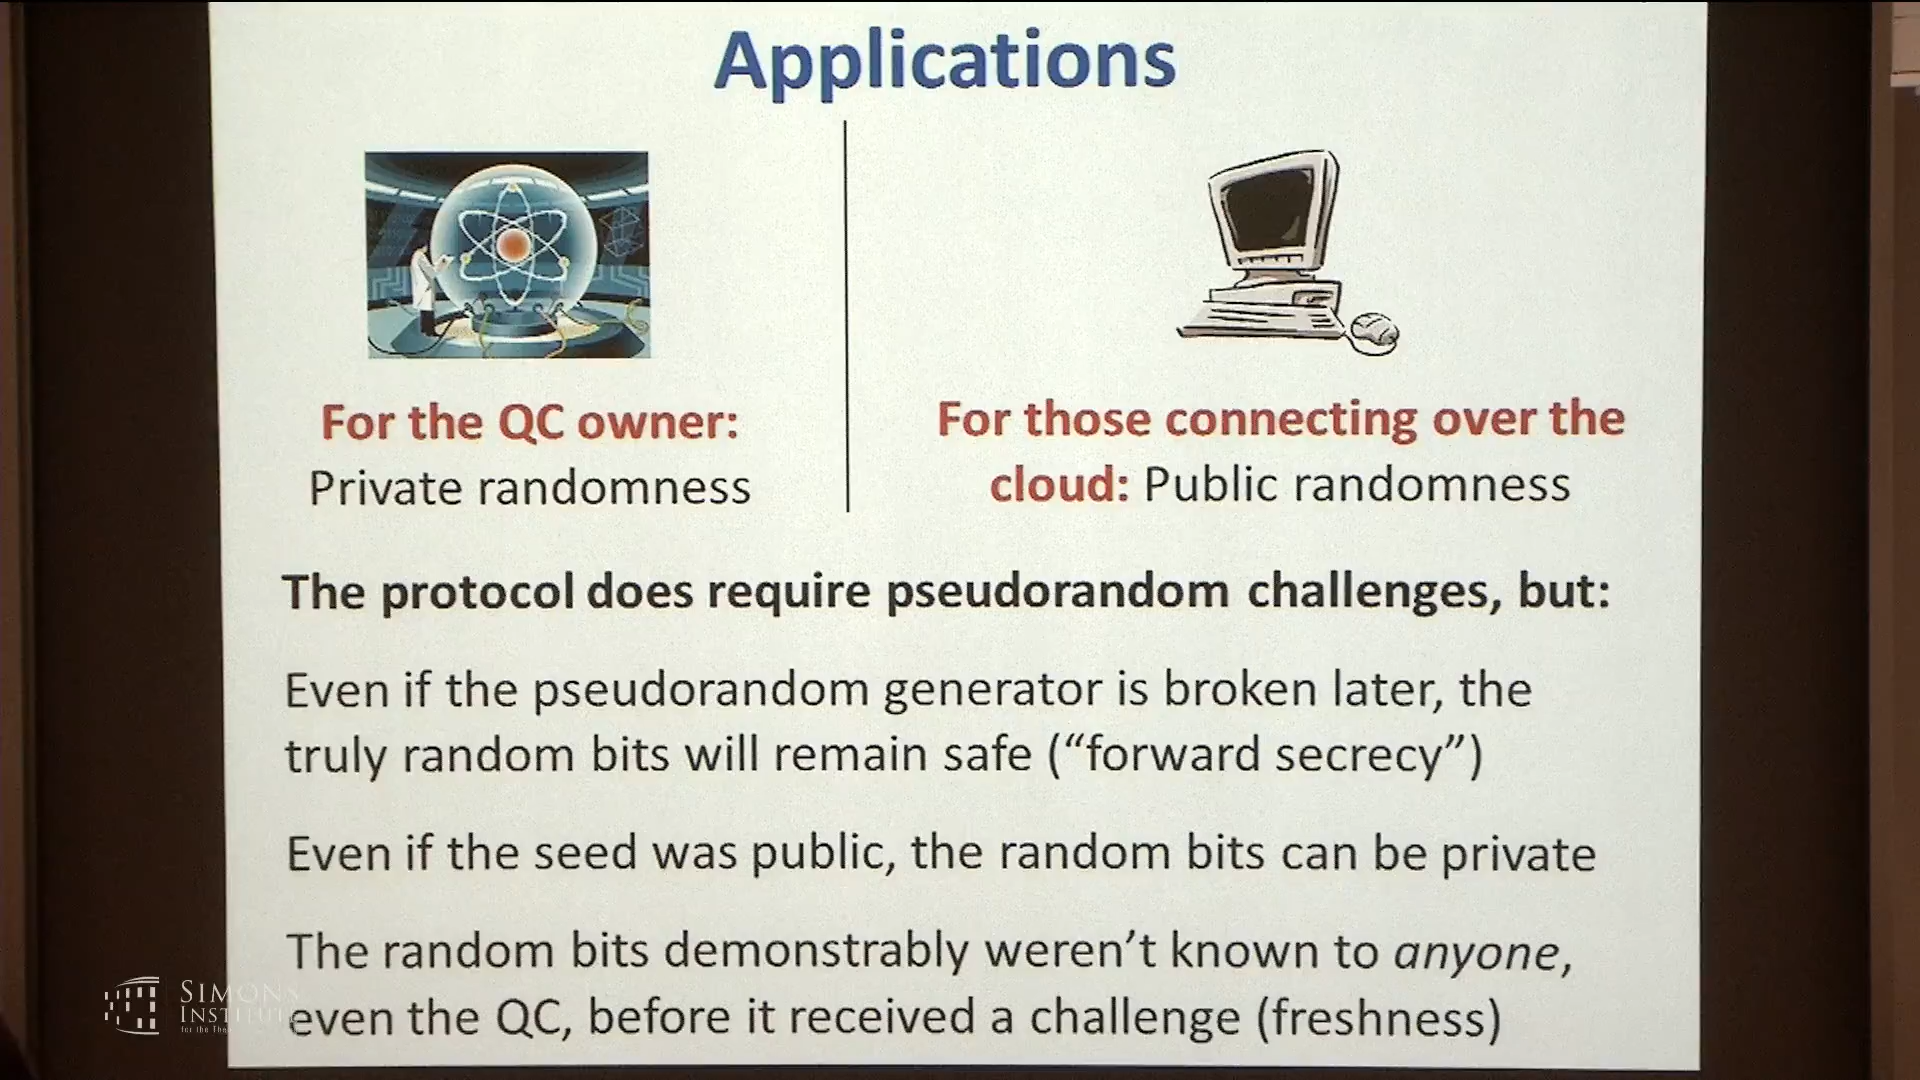 Applications
For the QC owner:
Private randomness
For those connecting over the
cloud: Public randomness
The protocol does require pseudorandom challenges, but:
Even if the pseudorandom generator is broken later, the
truly random bits will remain safe (“forward secrecy”)
Even if the seed was public, the random bits can be private
The random bits demonstrably weren’t known to anyone,
even the QC, before it received a challenge (freshness)
SIMONS
INSTITUTE
for the